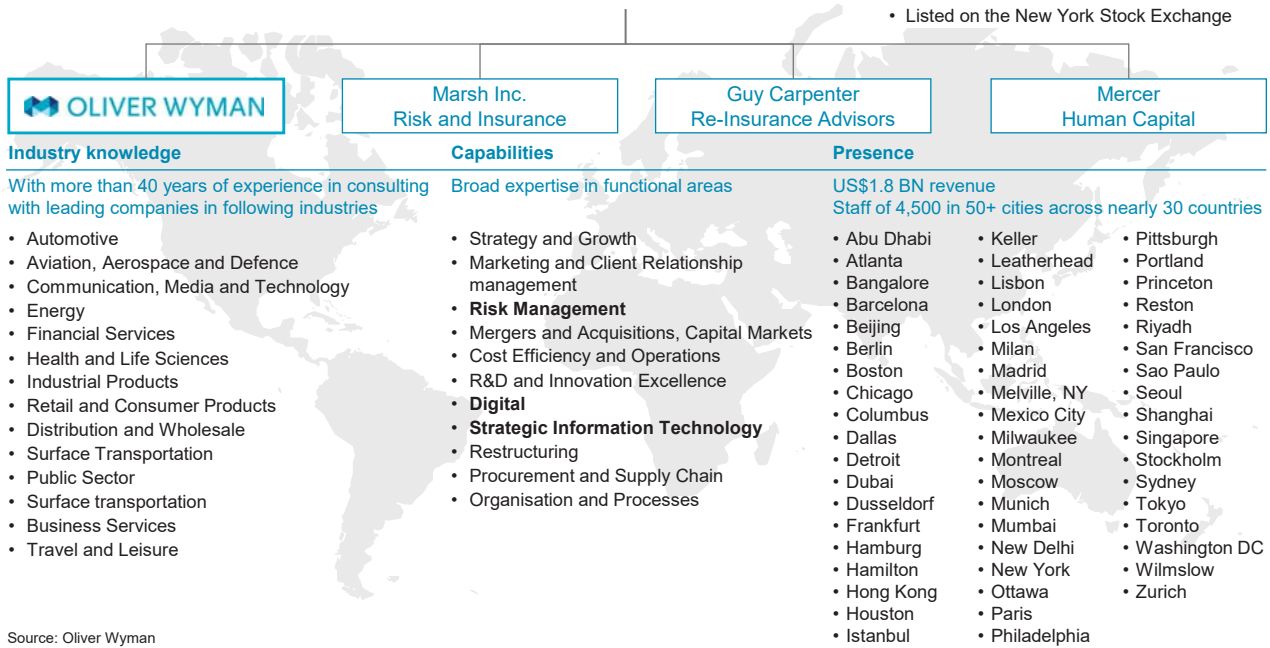 • Listed on the New York Stock Exchange
OLIVER WYMAN
Marsh Inc.
Risk and Insurance
Guy Carpenter
Re-Insurance Advisors
Mercer
Human Capital
Industry knowledge
With more than 40 years of experience in consulting
with leading companies in following industries
• Automotive
• Aviation, Aerospace and Defence
• Communication, Media and Technology
• Energy
• Financial Services
• Health and Life Sciences
• Industrial Products
• Retail and Consumer Products
• Distribution and Wholesale
• Surface Transportation
• Public Sector
• Surface transportation
• Business Services
• Travel and Leisure
Capabilities
Broad expertise in functional areas
• Strategy and Growth
• Marketing and Client Relationship
management
• Risk Management
• Mergers and Acquisitions, Capital Markets
• Cost Efficiency and Operations
• R&D and Innovation Excellence
• Digital
• Strategic Information Technology
• Restructuring
• Procurement and Supply Chain
• Organisation and Processes
Presence
US$1.8 BN revenue
Staff of 4,500 in 50+ cities across nearly 30 countries
• Abu Dhabi
• Atlanta
• Bangalore
• Barcelona
• Beijing
• Berlin
• Boston
• Chicago
• Columbus
• Dallas
• Detroit
• Dubai
• Dusseldorf
• Frankfurt
• Hamburg
• Hamilton
• Hong Kong
• Houston
• Istanbul
• Keller
• Leatherhead
• Lisbon
• London
• Los Angeles
• Milan
• Madrid
• Melville, NY
• Mexico City
• Milwaukee
• Montreal
• Moscow
• Munich
• Mumbai
• New Delhi
• New York
• Ottawa
• Paris
• Philadelphia
• Pittsburgh
• Portland
• Princeton
• Reston
• Riyadh
• San Francisco
• Sao Paulo
• Seoul
• Shanghai
• Singapore
• Stockholm
• Sydney
• Tokyo
• Toronto
• Washington DC
• Wilmslow
• Zurich
Source: Oliver Wyman